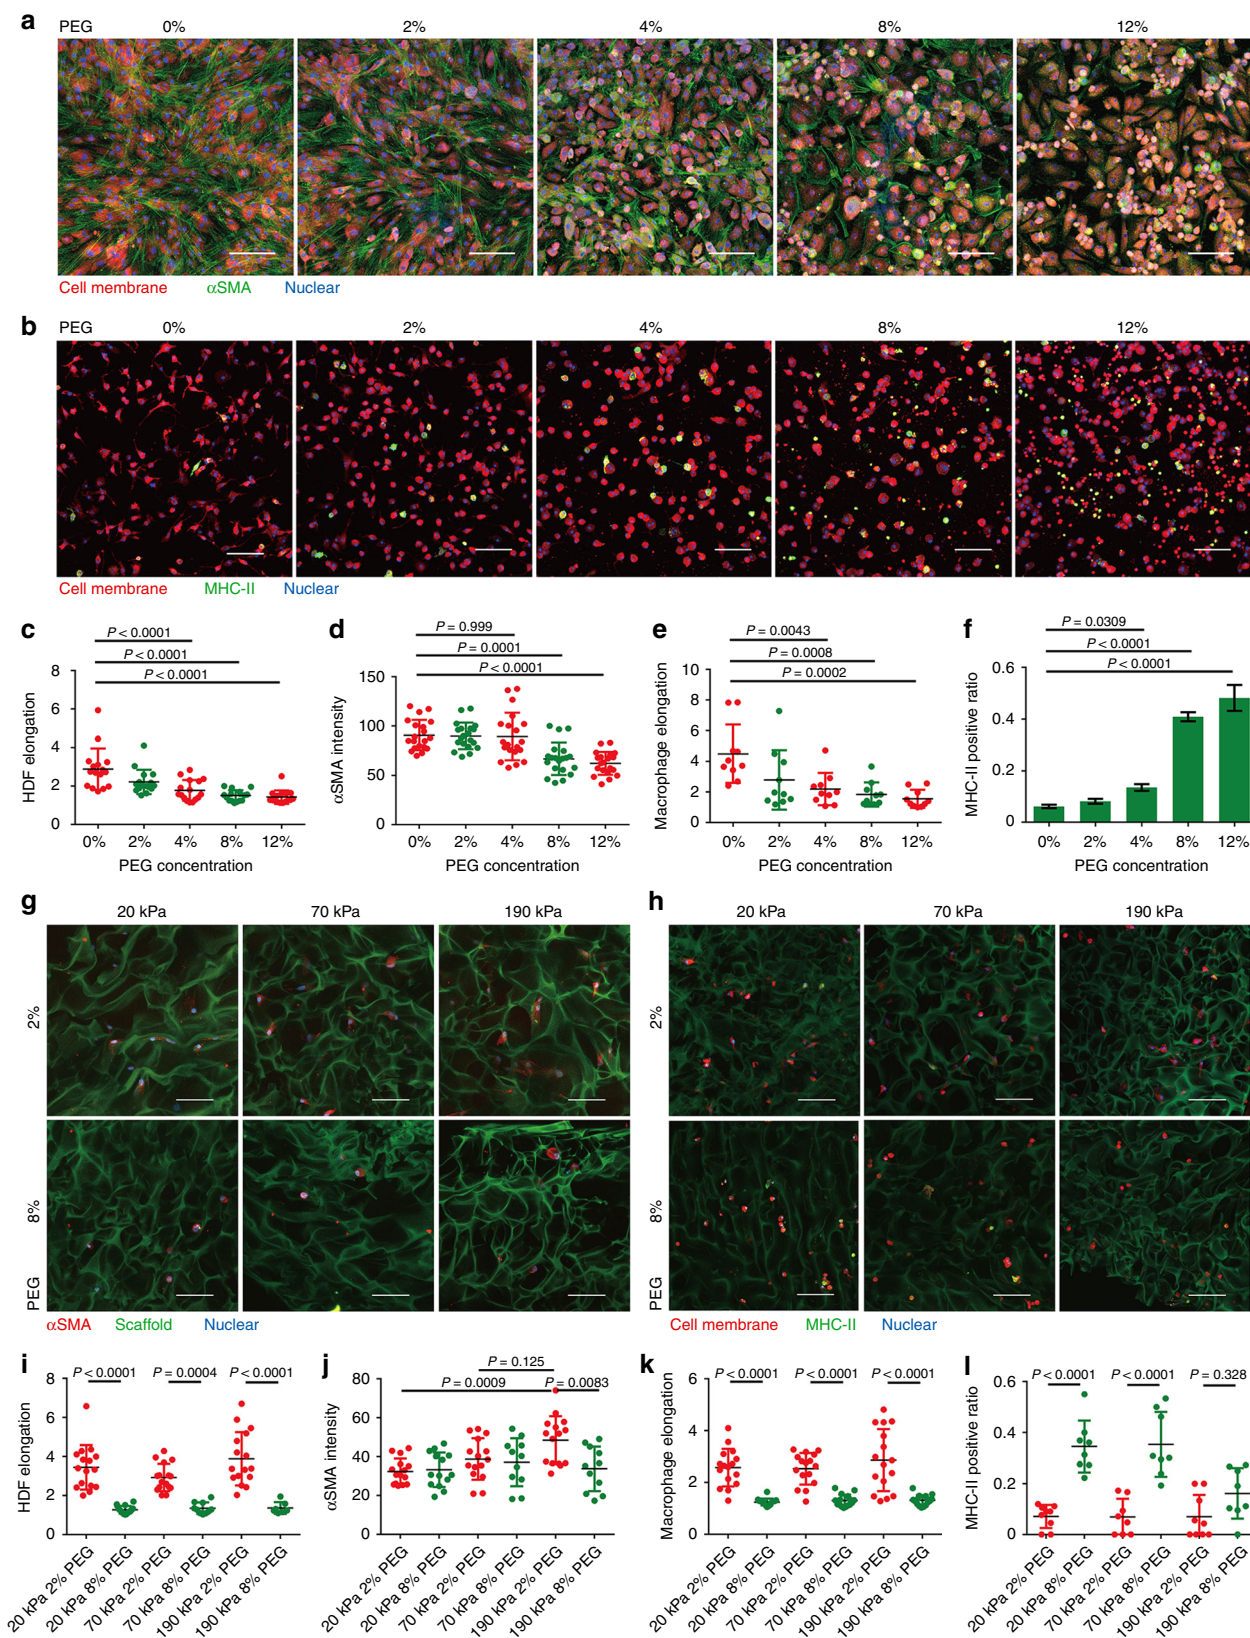 a
PEG 0% 2% 4% 8% 12%
Cell membrane αSMA Nuclear
b
PEG 0% 2% 4% 8% 12%
Cell membrane MHC-II Nuclear
c
P < 0.0001
P < 0.0001
P < 0.0001
HDF elongation
8
6
4
2
0
0% 2% 4% 8% 12%
PEG concentration
d
P = 0.999
P = 0.0001
P < 0.0001
αSMA intensity
150
100
50
0
0% 2% 4% 8% 12%
PEG concentration
e
P = 0.0043
P = 0.0008
P = 0.0002
Macrophage elongation
10
8
6
4
2
0
0% 2% 4% 8% 12%
PEG concentration
f
P = 0.0309
P < 0.0001
P < 0.0001
MHC-II positive ratio
0.6
0.4
0.2
0
0% 2% 4% 8% 12%
PEG concentration
g
20 kPa 70 kPa 190 kPa
2%
8%
PEG
αSMA Scaffold Nuclear
h
20 kPa 70 kPa 190 kPa
2%
8%
PEG
Cell membrane MHC-II Nuclear
i
P < 0.0001 P = 0.0004 P < 0.0001
HDF elongation
8
6
4
2
0
20 kPa 2% PEG
20 kPa 8% PEG
70 kPa 2% PEG
70 kPa 8% PEG
190 kPa 2% PEG
190 kPa 8% PEG
j
P = 0.125
P = 0.0009 P = 0.0083
αSMA intensity
80
60
40
20
0
20 kPa 2% PEG
20 kPa 8% PEG
70 kPa 2% PEG
70 kPa 8% PEG
190 kPa 2% PEG
190 kPa 8% PEG
k
P < 0.0001 P < 0.0001 P < 0.0001
Macrophage elongation
6
4
2
0
20 kPa 2% PEG
20 kPa 8% PEG
70 kPa 2% PEG
70 kPa 8% PEG
190 kPa 2% PEG
190 kPa 8% PEG
l
P < 0.0001 P < 0.0001 P = 0.328
MHC-II positive ratio
0.6
0.4
0.2
0
20 kPa 2% PEG
20 kPa 8% PEG
70 kPa 2% PEG
70 kPa 8% PEG
190 kPa 2% PEG
190 kPa 8% PEG